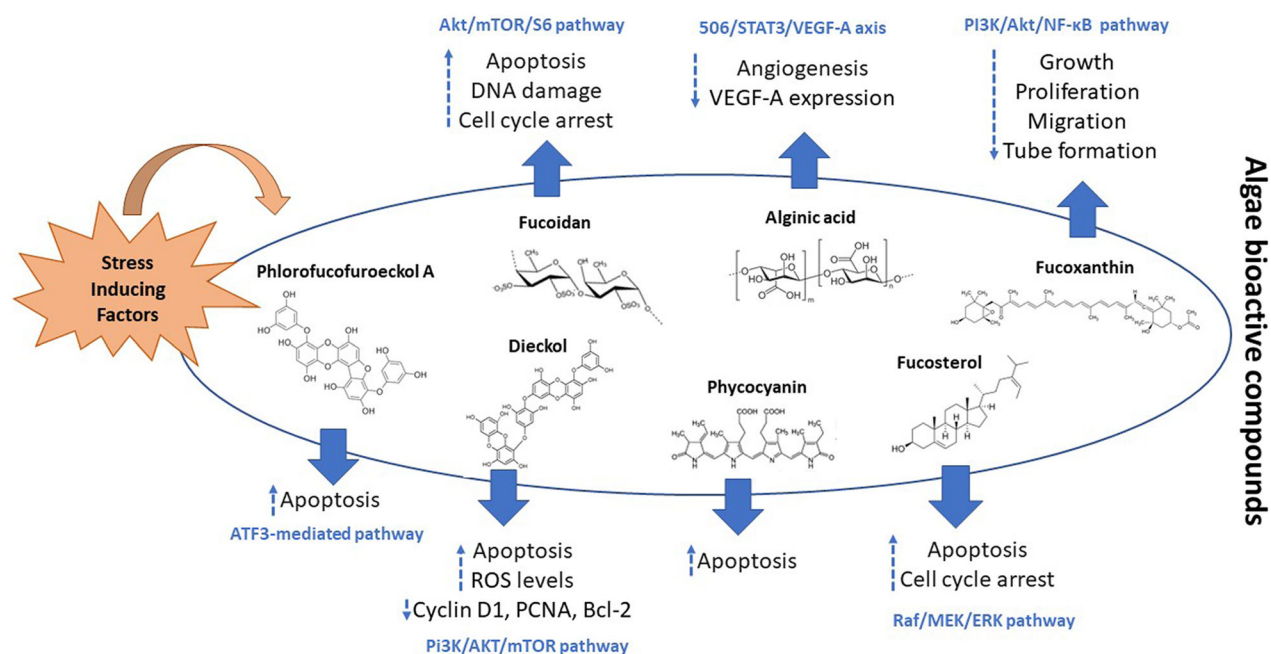 Akt/mTOR/S6 pathway
Apoptosis
DNA damage
Cell cycle arrest
506/STAT3/VEGF-A axis
Angiogenesis
VEGF-A expression
PI3K/Akt/NF-κB pathway
Growth
Proliferation
Migration
Tube formation
Algae bioactive compounds
Stress
Inducing
Factors
Phlorofucofuroeckol A
Fucoidan
Alginic acid
Fucoxanthin
Dieckol
Phycocyanin
Fucosterol
Apoptosis
ATF3-mediated pathway
Apoptosis
ROS levels
Cyclin D1, PCNA, Bcl-2
Pi3K/AKT/mTOR pathway
Apoptosis
Apoptosis
Cell cycle arrest
Raf/MEK/ERK pathway